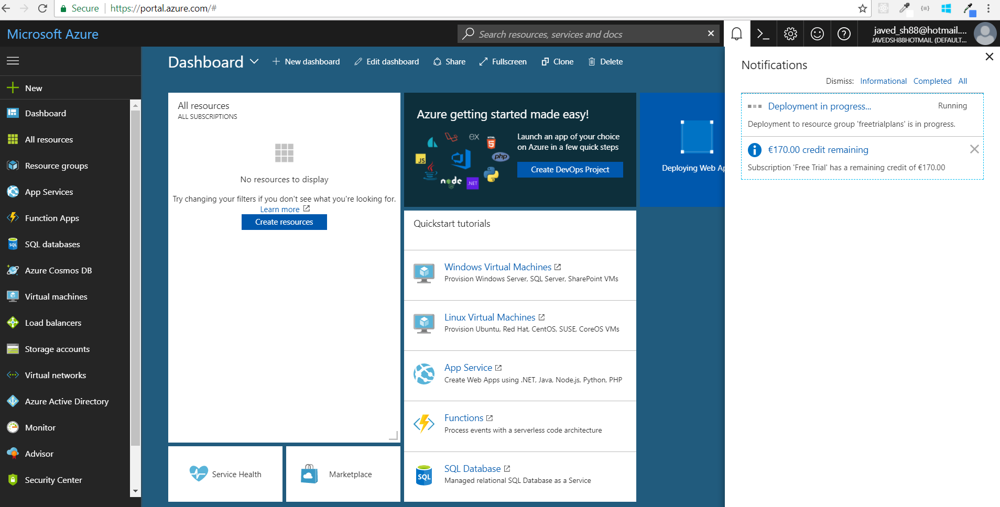 Secure
https://portal.azure.com/#
Microsoft Azure
Search resources, services and docs
javed_sh88@hotmail....
JAVEDSH88HOTMAIL (DEFAULT...
New
Dashboard
All resources
Resource groups
App Services
Function Apps
SQL
SQL databases
Azure Cosmos DB
Virtual machines
Load balancers
Storage accounts
Virtual networks
Azure Active Directory
Monitor
Advisor
Security Center
Dashboard
New dashboard
Edit dashboard
Share
Fullscreen
Clone
Delete
All resources
ALL SUBSCRIPTIONS
No resources to display
Try changing your filters if you don't see what you're looking for.
Learn more
Create resources
Service Health
Marketplace
Azure getting started made easy!
Launch an app of your choice
on Azure in a few quick steps
Create DevOps Project
EX
HTML
5
JS
php
Java
node
JS
.NET
Deploying Web Ap
Quickstart tutorials
Windows Virtual Machines
Provision Windows Server, SQL Server, SharePoint VMs
Linux Virtual Machines
Provision Ubuntu, Red Hat, CentOS, SUSE, CoreOS VMs
App Service
Create Web Apps using .NET, Java, Node.js, Python, PHP
Functions
Process events with a serverless code architecture
SQL
SQL Database
Managed relational SQL Database as a Service
Notifications
Dismiss: Informational Completed All
Deployment in progress... Running
Deployment to resource group 'freetrialplans' is in progress.
€170.00 credit remaining
Subscription 'Free Trial' has a remaining credit of €170.00